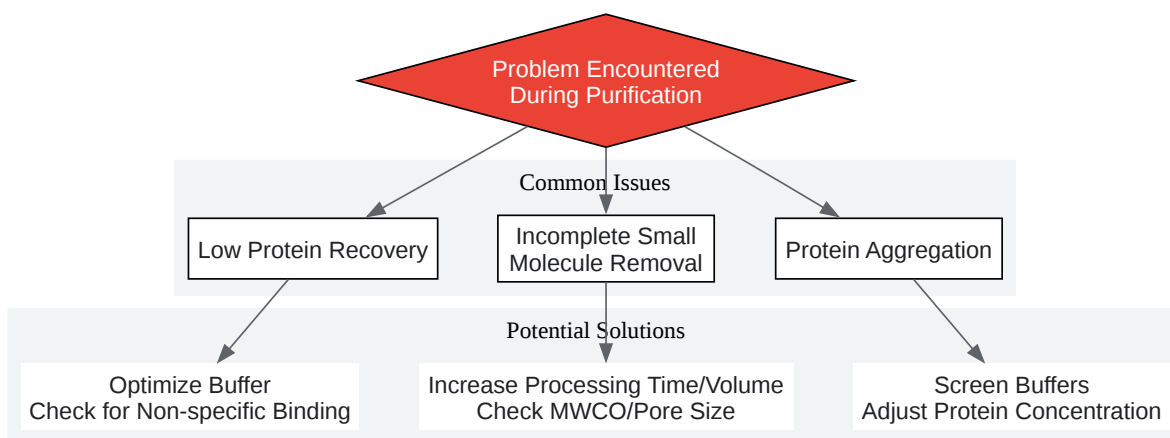 Problem Encountered
During Purification
Common Issues
Low Protein Recovery
Incomplete Small
Molecule Removal
Protein Aggregation
Potential Solutions
Optimize Buffer
Check for Non-specific Binding
Increase Processing Time/Volume
Check MWCO/Pore Size
Screen Buffers
Adjust Protein Concentration